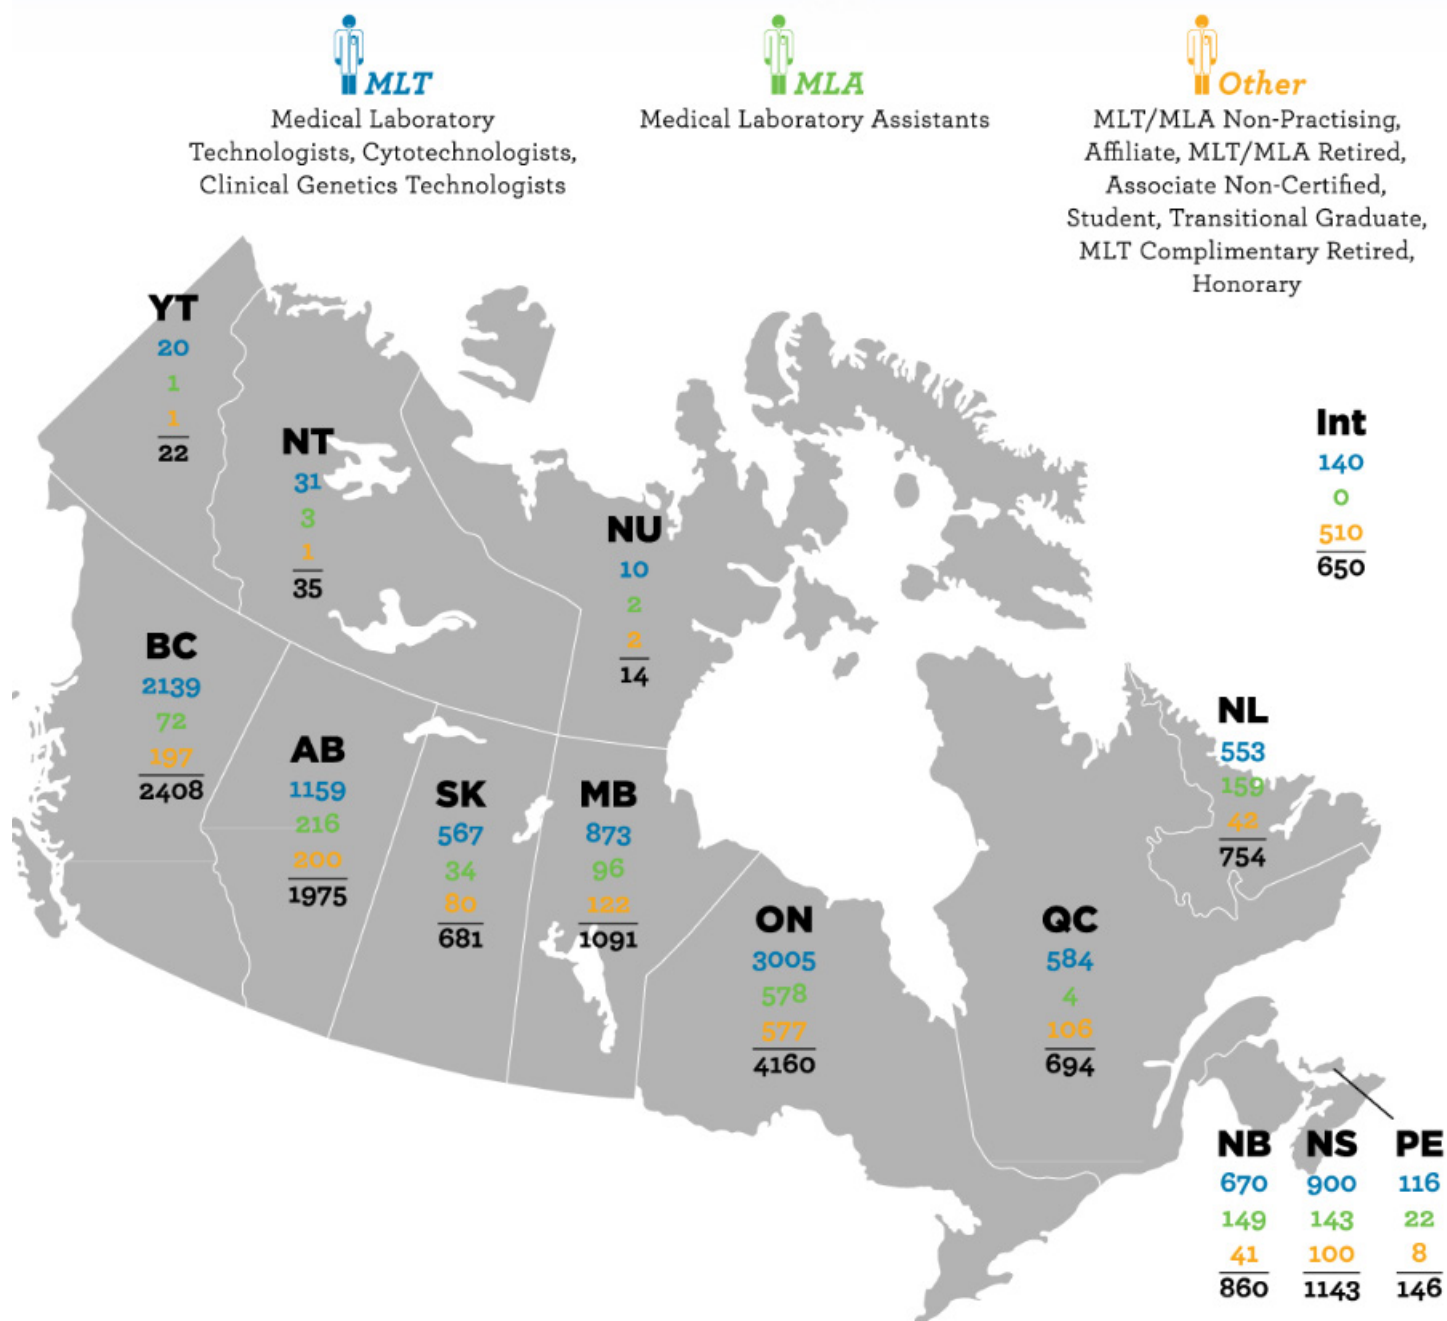 MLT
Medical Laboratory
Technologists, Cytotechnologists,
Clinical Genetics Technologists
MLA
Medical Laboratory Assistants
Other
MLT/MLA Non-Practising,
Affiliate, MLT/MLA Retired,
Associate Non-Certified,
Student, Transitional Graduate,
MLT Complimentary Retired,
Honorary
YT
20
1
1
22
NT
31
3
1
35
NU
10
2
2
14
Int
140
0
510
650
BC
2139
72
197
2408
AB
1159
216
200
1975
SK
567
34
80
681
MB
873
96
122
1091
ON
3005
578
577
4160
QC
584
4
106
694
NL
553
159
42
754
NB
670
149
41
860
NS
900
143
100
1143
PE
116
22
8
146